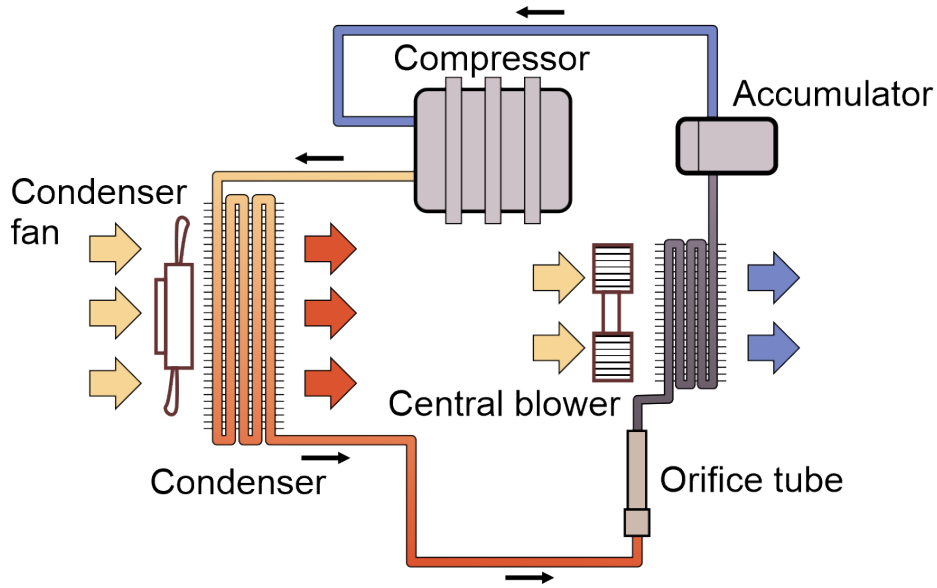 Compressor
Accumulator
Condenser
fan
Central blower
Condenser
Orifice tube